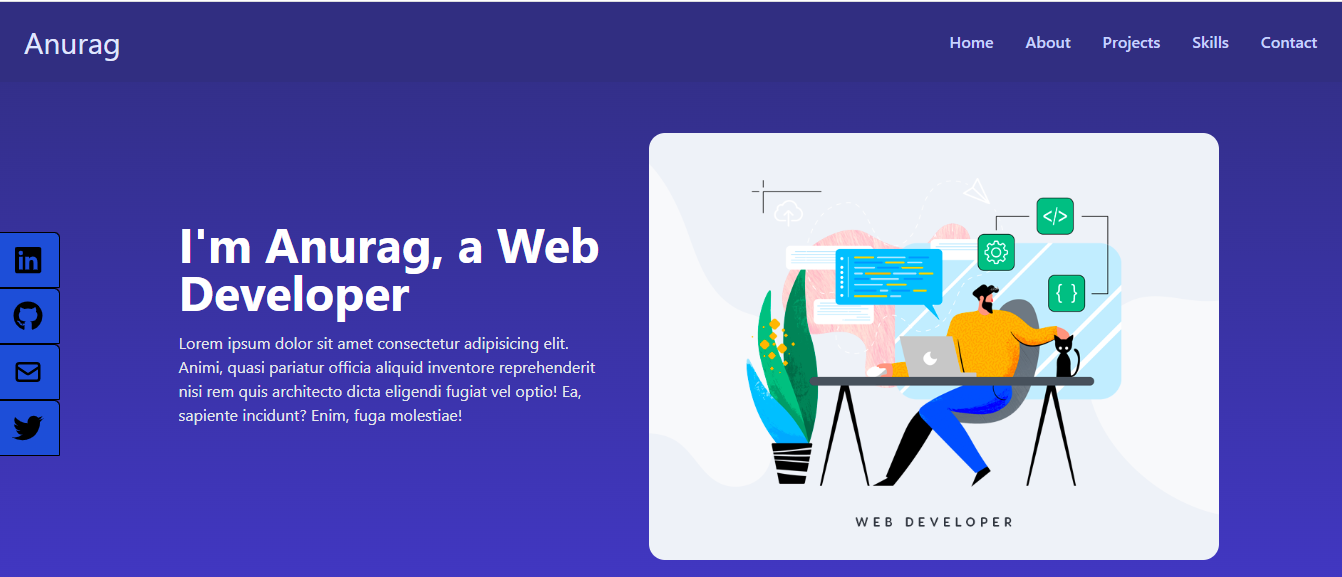 Anurag
Home About Projects Skills Contact
I'm Anurag, a Web
Developer
Lorem ipsum dolor sit amet consectetur adipisicing elit.
Animi, quasi pariatur officia aliquid inventore reprehenderit
nisi rem quis architecto dicta eligendi fugiat vel optio! Ea,
sapiente incidunt? Enim, fuga molestiae!
in
</>
{ }
WEB DEVELOPER